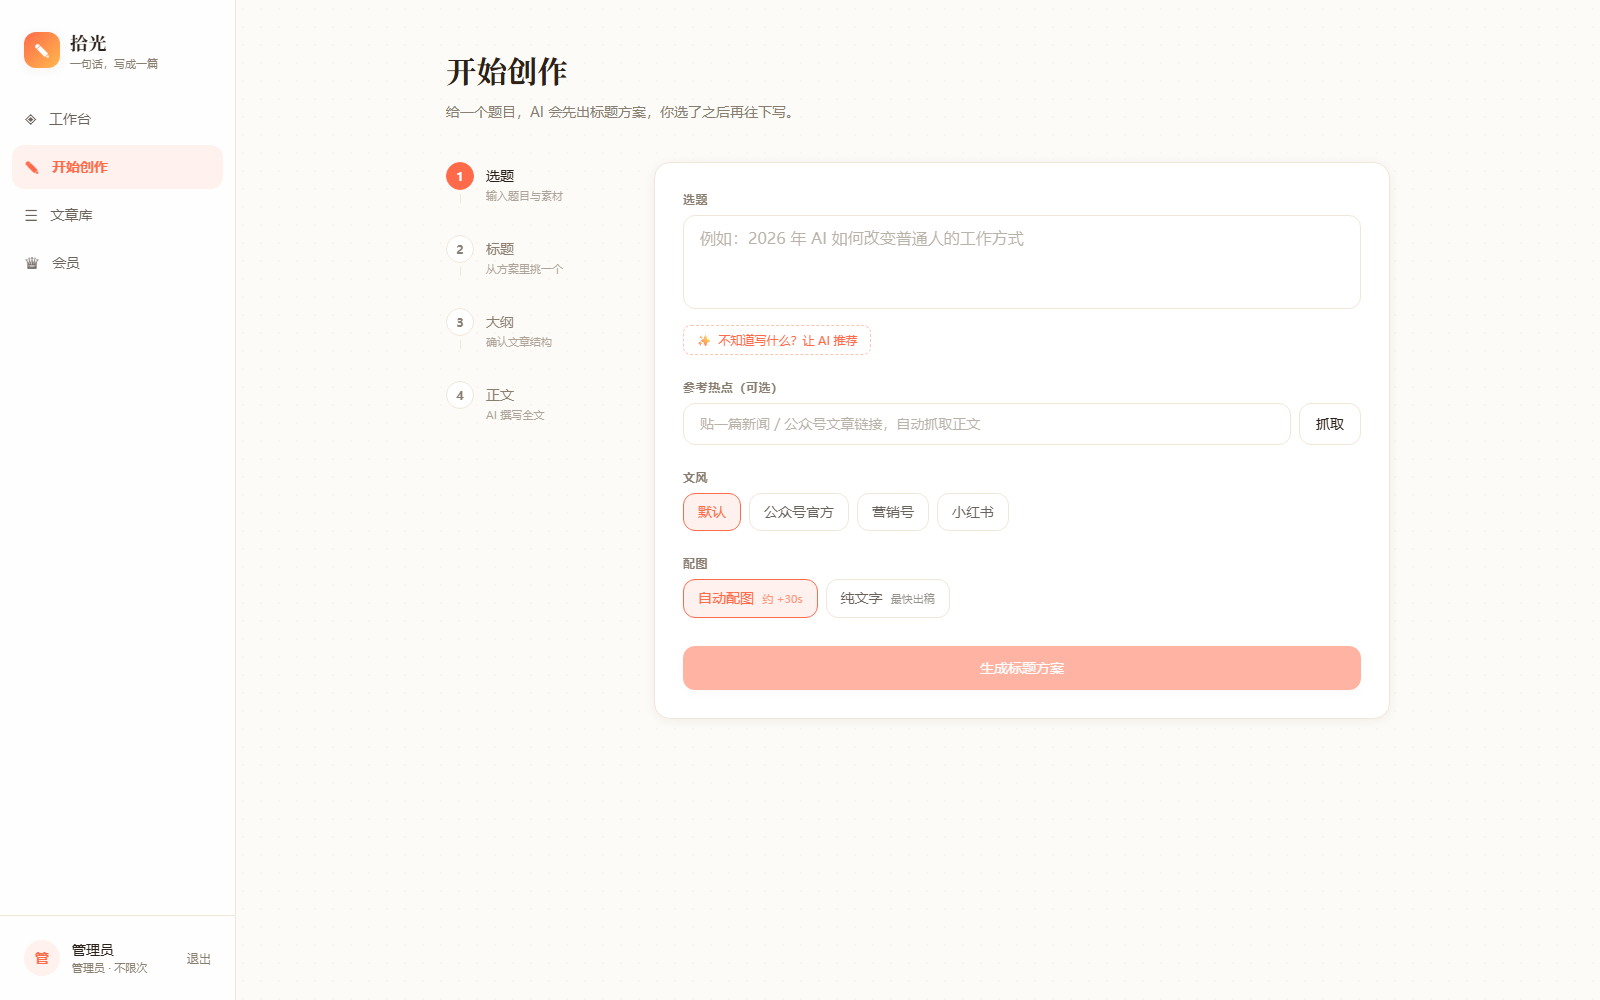 拾光
一句话，写成一篇
工作台
开始创作
文章库
会员
管
管理员
管理员 · 不限次
退出
开始创作
给一个题目，AI 会先出标题方案，你选了之后再往下写。
1
选题
输入题目与素材
2
标题
从方案里挑一个
3
大纲
确认文章结构
4
正文
AI 撰写全文
选题
例如：2026 年 AI 如何改变普通人的工作方式
不知道写什么？让 AI 推荐
参考热点（可选）
贴一篇新闻 / 公众号文章链接，自动抓取正文
抓取
文风
默认
公众号官方
营销号
小红书
配图
自动配图 约 +30s
纯文字 最快出稿
生成标题方案